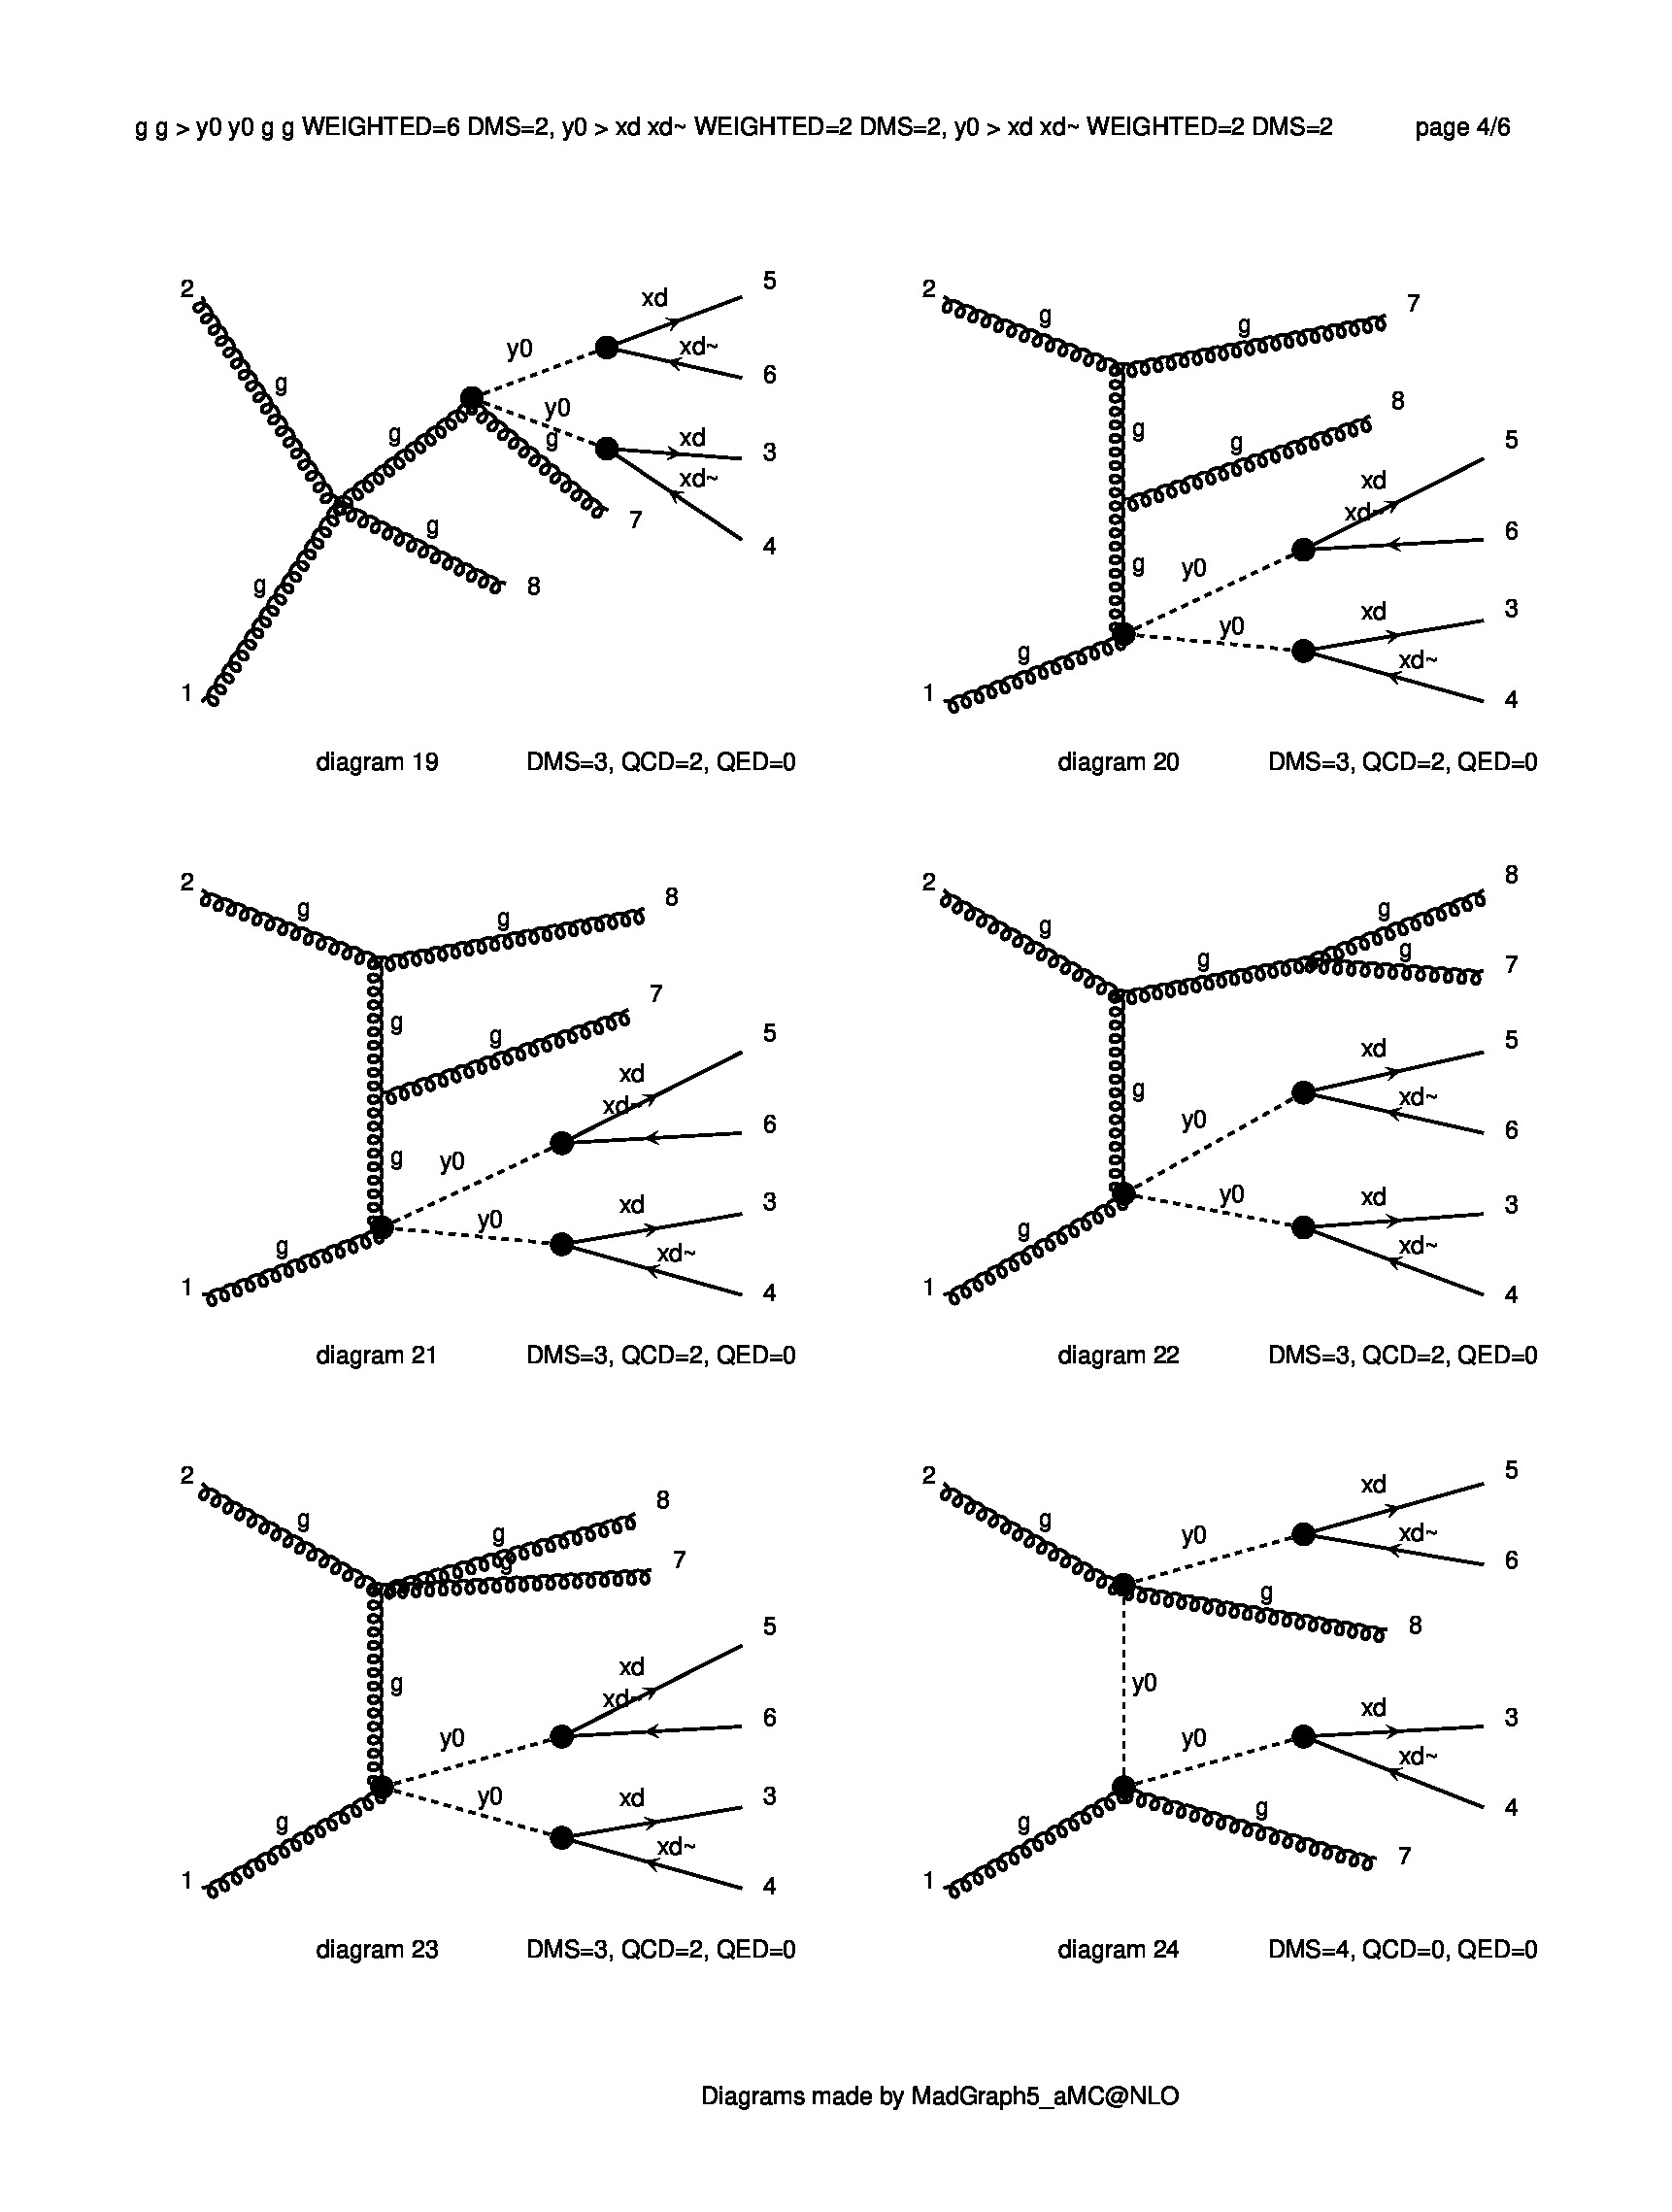 g g > y0 y0 g g WEIGHTED=6 DMS=2, y0 > xd xd~ WEIGHTED=2 DMS=2, y0 > xd xd~ WEIGHTED=2 DMS=2 page 4/6
2 g g 1 g g 8 g 7 y0 y0 xd 5 xd~ 6 xd 3 xd~ 4
diagram 19 DMS=3, QCD=2, QED=0
2 g g 7 g g 8 g y0 y0 g 1 xd 5 xd~ 6 xd 3 xd~ 4
diagram 20 DMS=3, QCD=2, QED=0
2 g g 8 g g 7 g y0 y0 g 1 xd 5 xd~ 6 xd 3 xd~ 4
diagram 21 DMS=3, QCD=2, QED=0
2 g g g 8 g 7 g y0 y0 g 1 xd 5 xd~ 6 xd 3 xd~ 4
diagram 22 DMS=3, QCD=2, QED=0
2 g g 8 g 7 g y0 y0 g 1 xd 5 xd~ 6 xd 3 xd~ 4
diagram 23 DMS=3, QCD=2, QED=0
2 g y0 xd 5 xd~ 6 g 8 y0 y0 xd 3 xd~ 4 g 1 g 7
diagram 24 DMS=4, QCD=0, QED=0
Diagrams made by MadGraph5_aMC@NLO